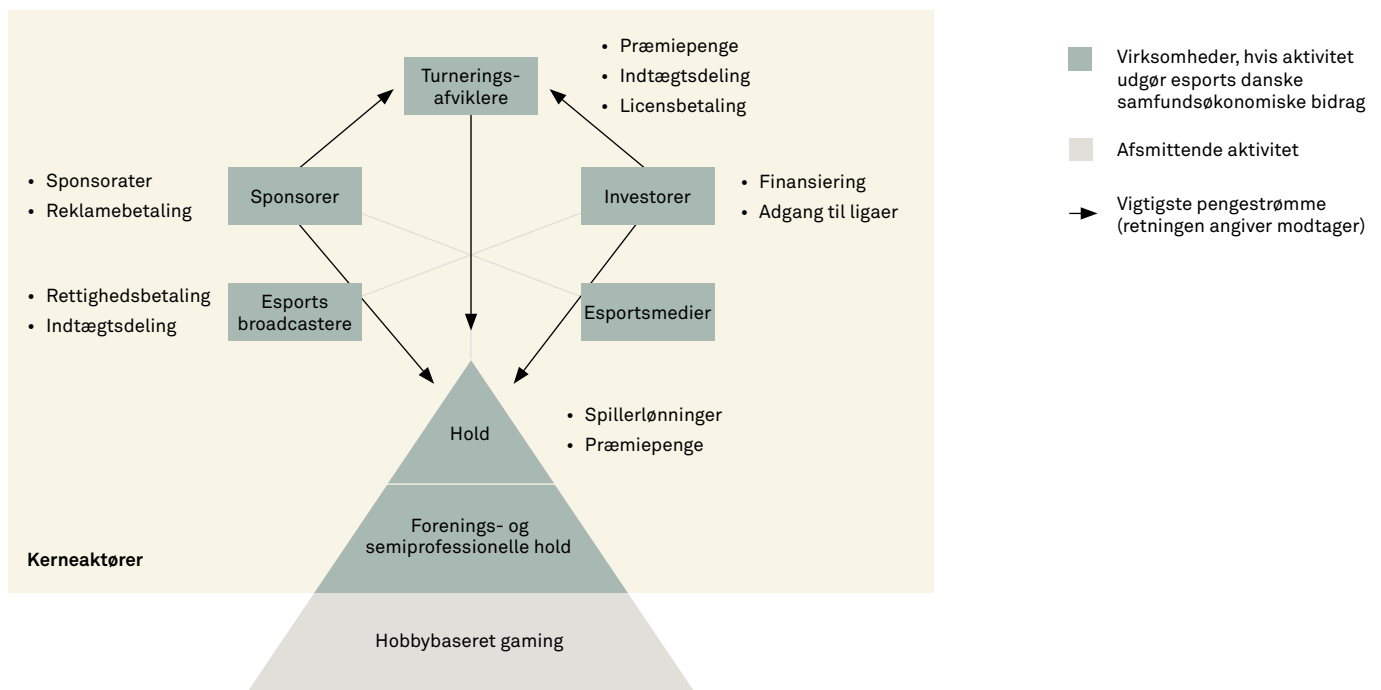 Turnerings-
afviklere
• Præmiepenge
• Indtægtsdeling
• Licensbetaling
• Sponsorater
• Reklamebetaling
Sponsorer
Investorer
• Finansiering
• Adgang til ligaer
• Rettighedsbetaling
• Indtægtsdeling
Esports
broadcastere
Esportsmedier
Hold
• Spillerlønninger
• Præmiepenge
Forenings- og
semiprofessionelle hold
Kerneaktører
Hobbybaseret gaming
Virksomheder, hvis aktivitet
udgør esports danske
samfundsøkonomiske bidrag
Afsmittende aktivitet
Vigtigste pengestrømme
(retningen angiver modtager)